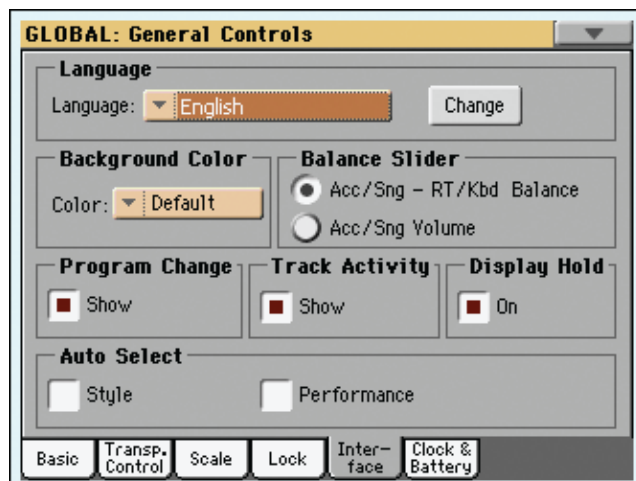 GLOBAL: General Controls
Language
Language: English Change
Background Color Balance Slider
Color: Default
Acc/Sng - RT/Kbd Balance
Acc/Sng Volume
Program Change Track Activity Display Hold
Show Show On
Auto Select
Style Performance
Basic Transp. Control Scale Lock Inter-face Clock & Battery